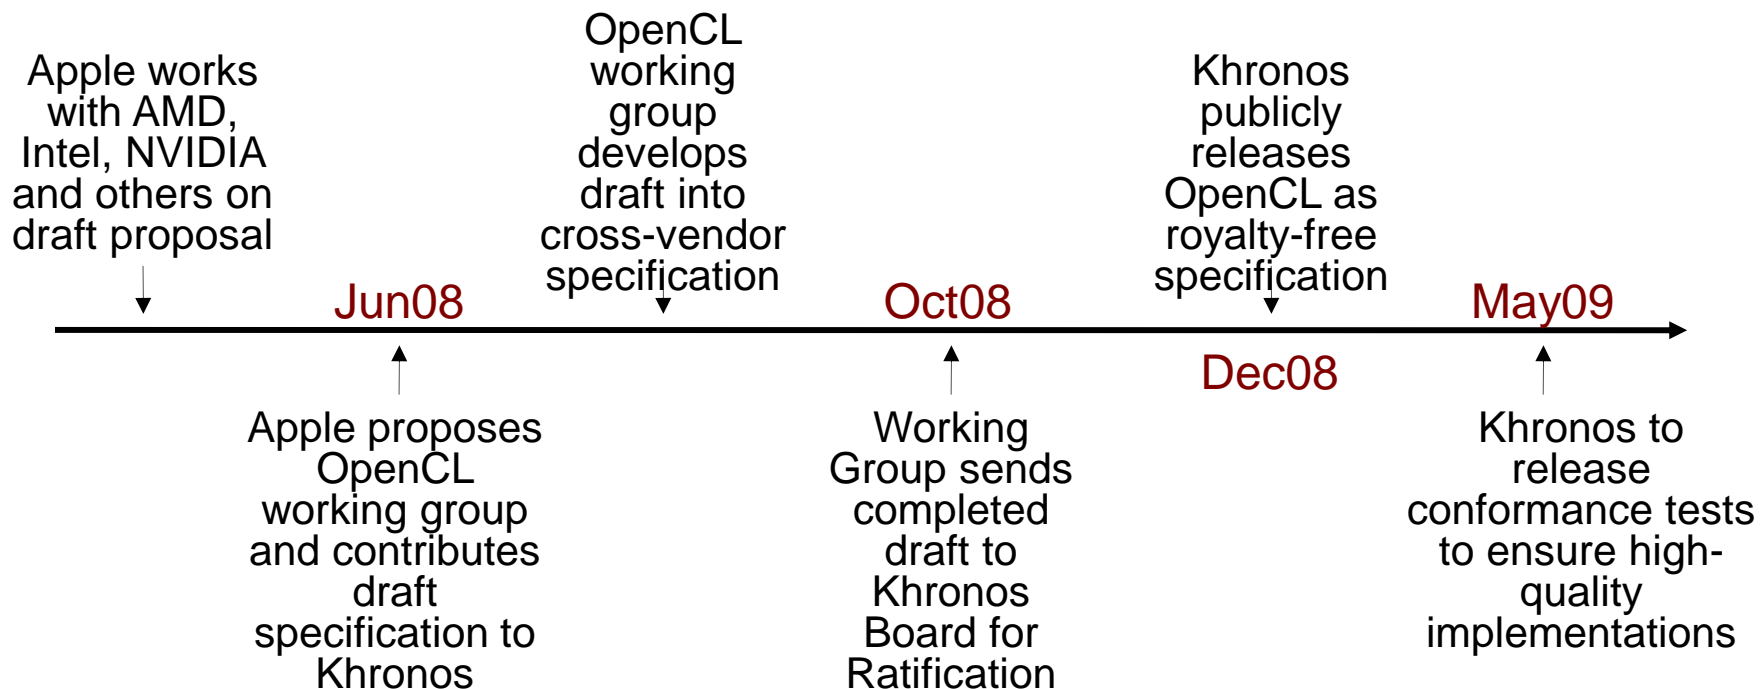 Apple works
with AMD,
Intel, NVIDIA
and others on
draft proposal
Jun08
Apple proposes
OpenCL
working group
and contributes
draft
specification to
Khronos
OpenCL
working
group
develops
draft into
cross-vendor
specification
Oct08
Working
Group sends
completed
draft to
Khronos
Board for
Ratification
Khronos
publicly
releases
OpenCL as
royalty-free
specification
Dec08
May09
Khronos to
release
conformance tests
to ensure high-
quality
implementations